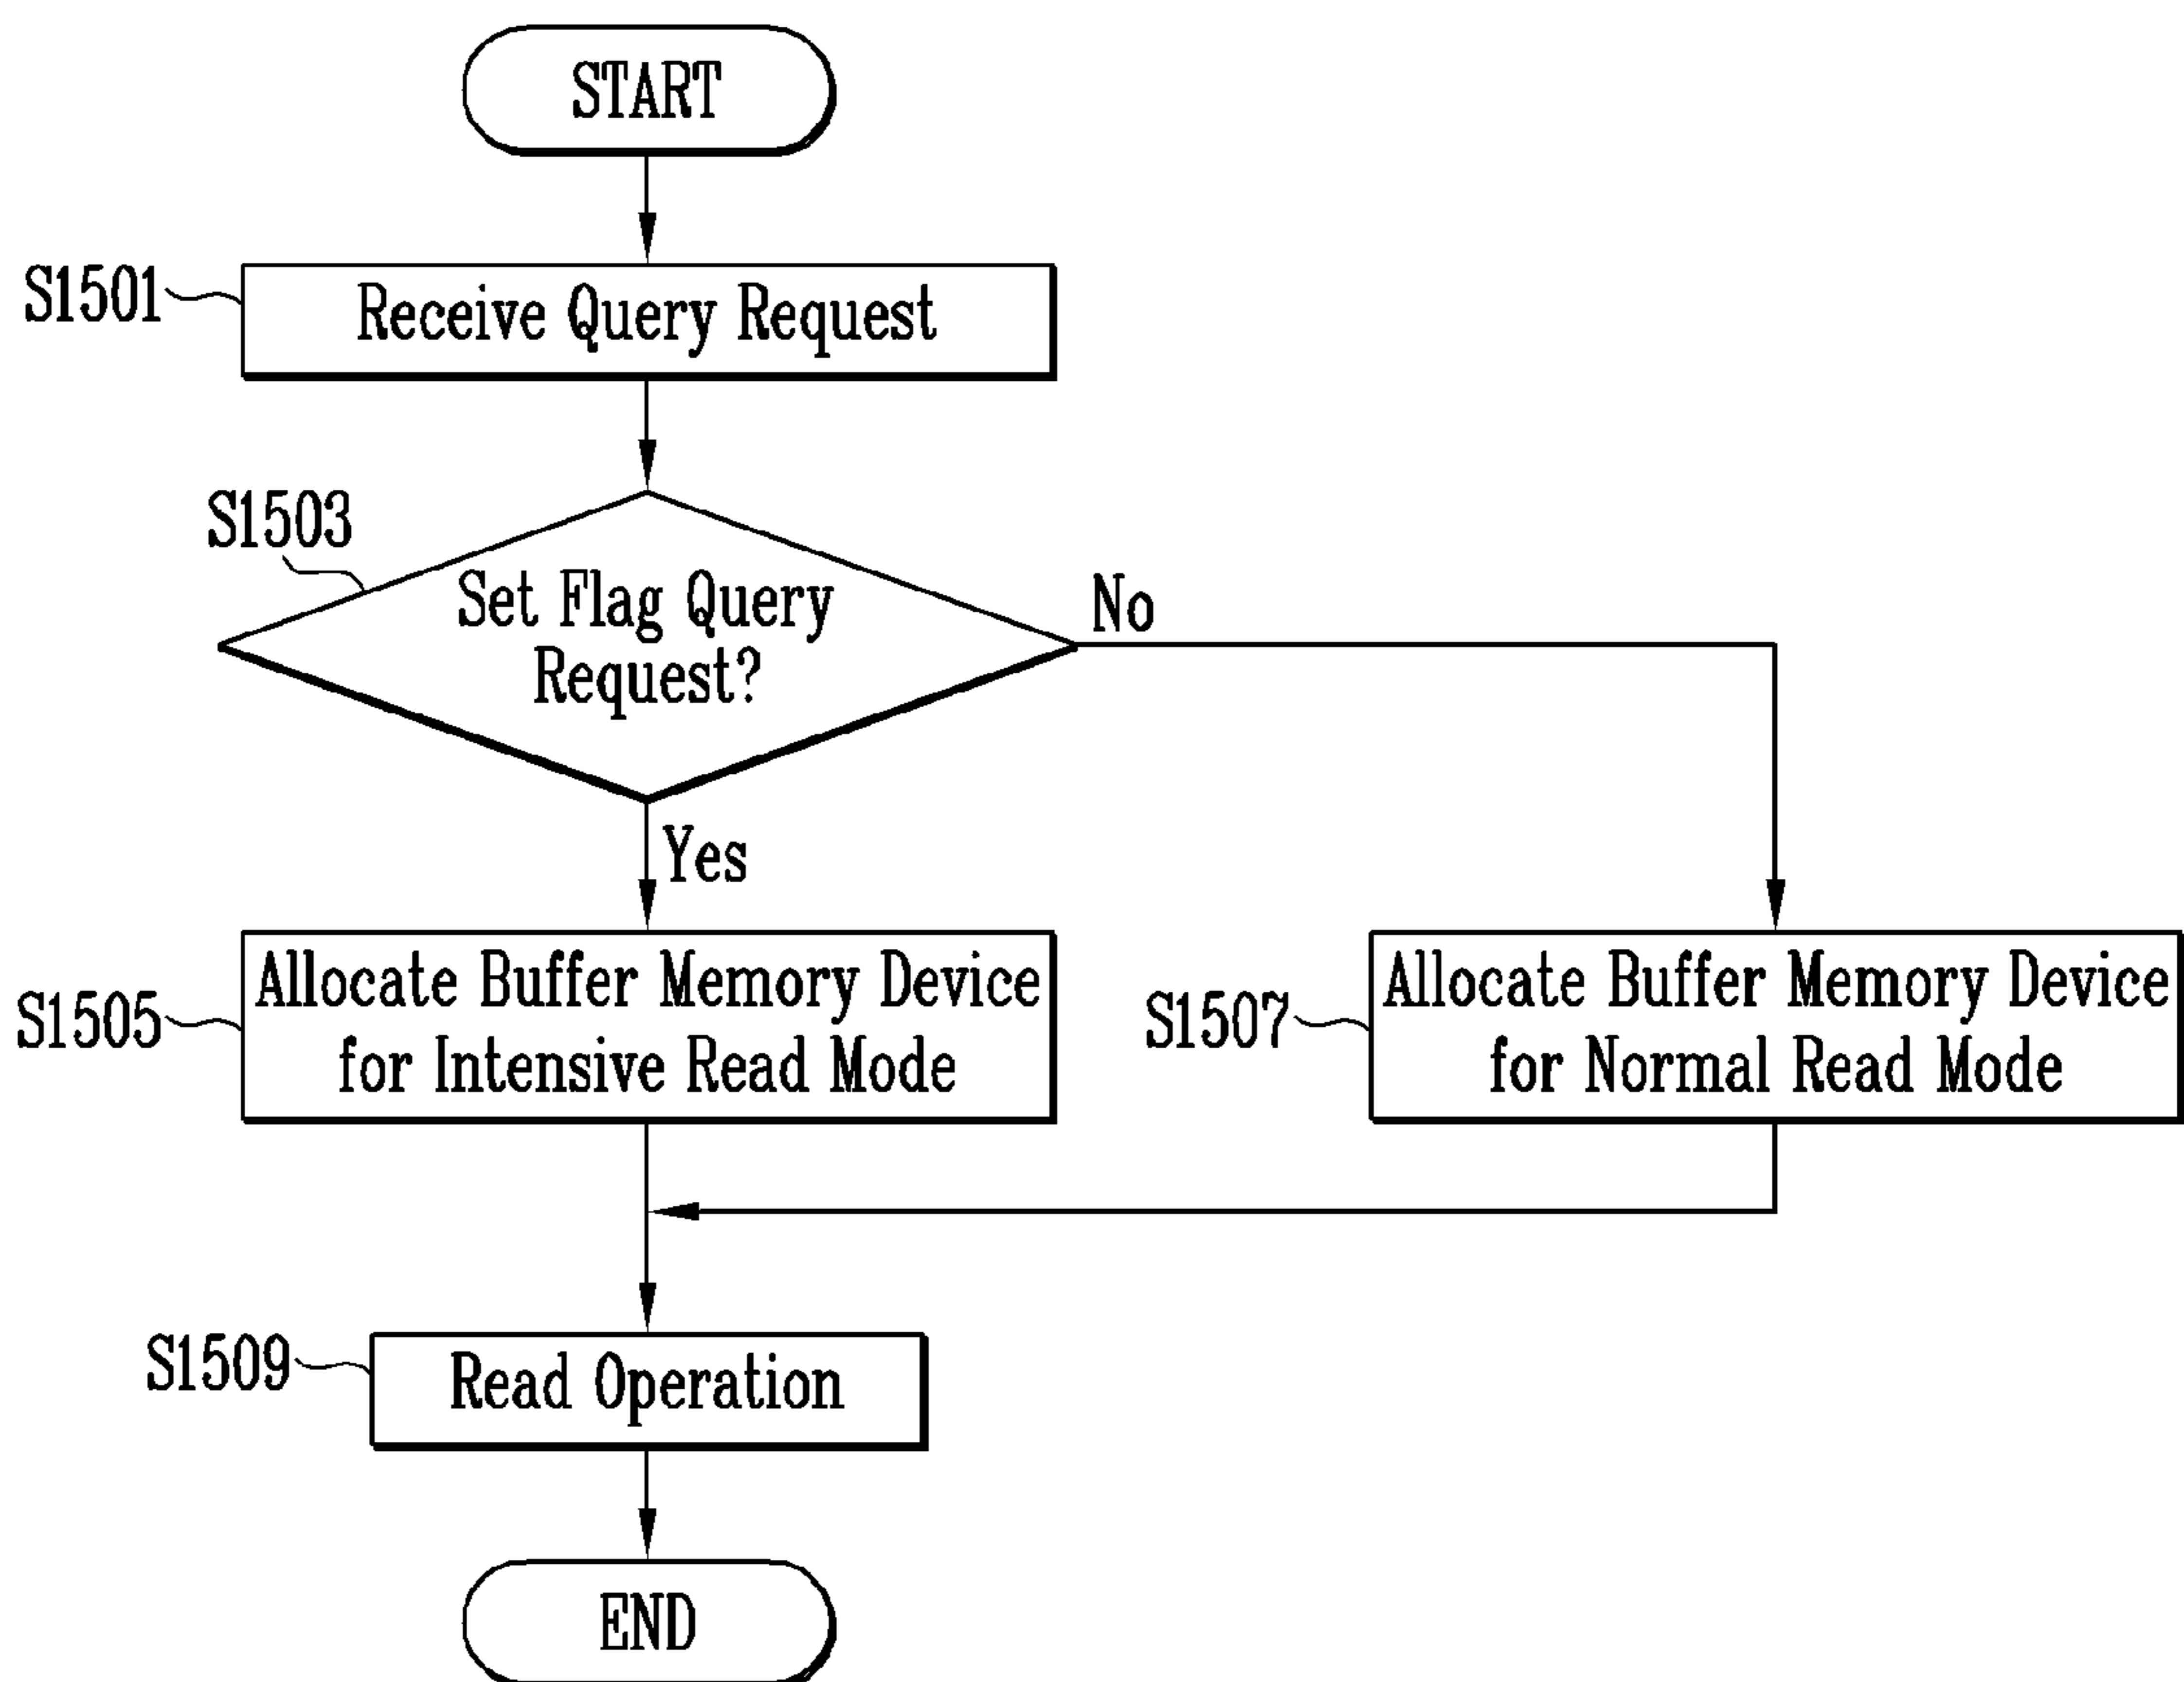 START
S1501
Receive Query Request
S1503
Set Flag Query
Request?
No
Yes
S1505
Allocate Buffer Memory Device
for Intensive Read Mode
S1507
Allocate Buffer Memory Device
for Normal Read Mode
S1509
Read Operation
END